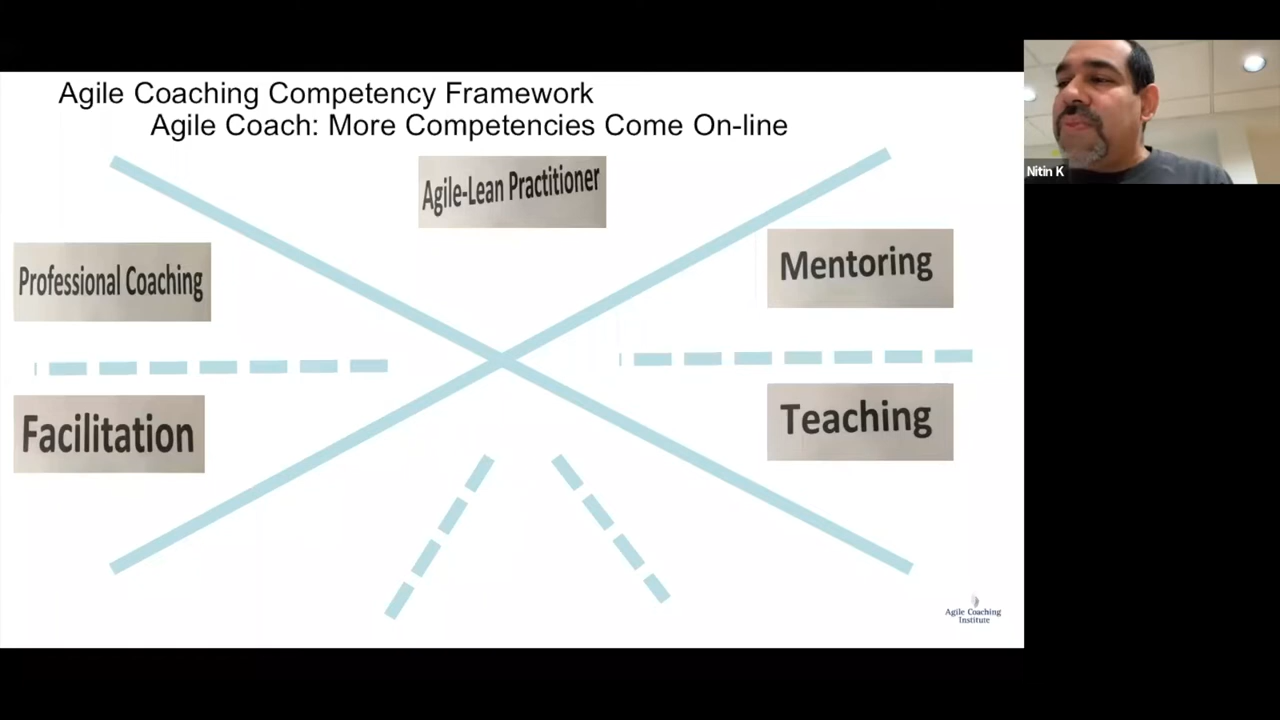 Agile Coaching Competency Framework
Agile Coach: More Competencies Come On-line
Agile-Lean Practitioner
Professional Coaching
Mentoring
Facilitation
Teaching
Agile Coaching
Institute
Nitin K